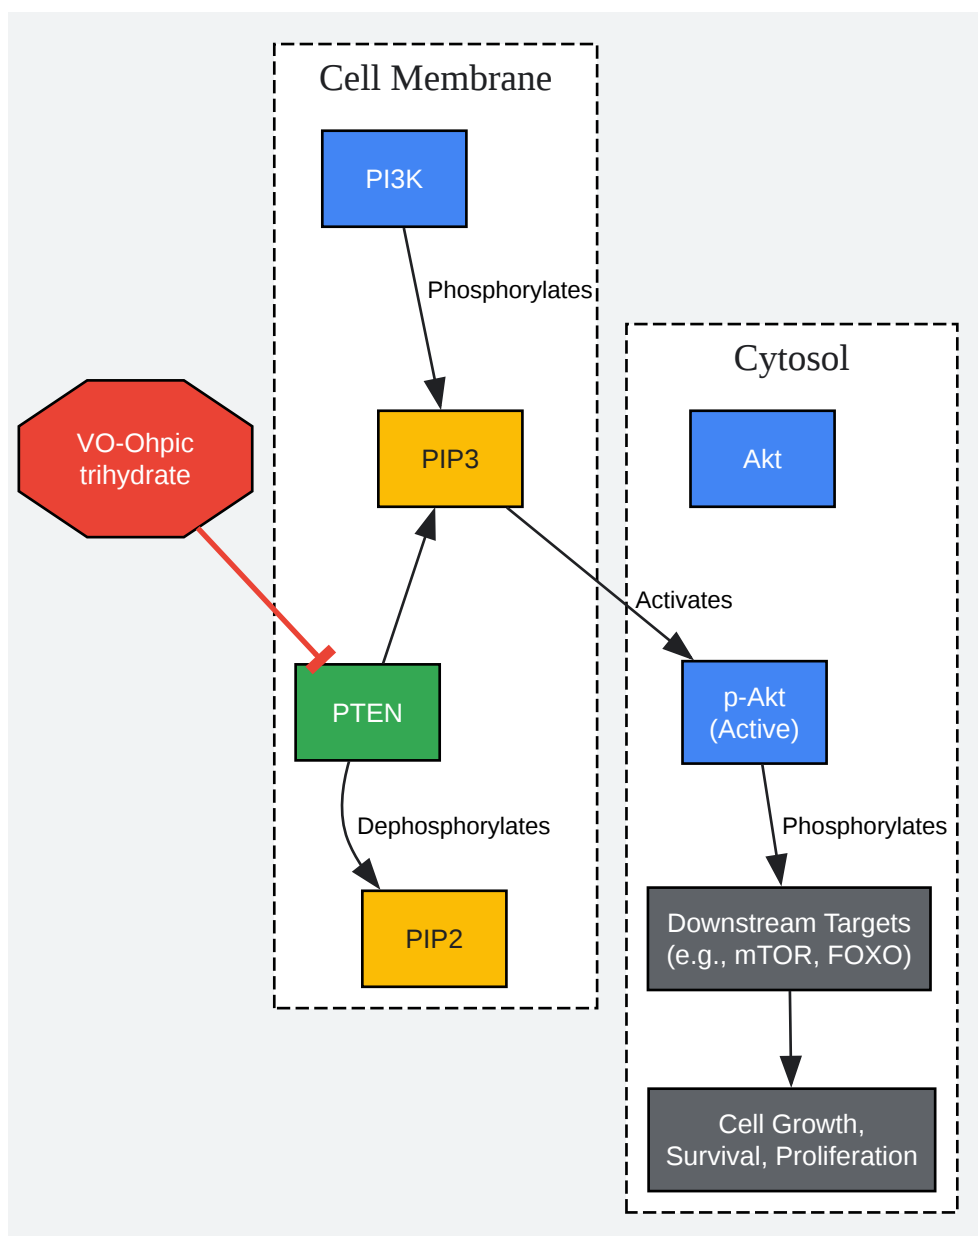 Cell Membrane
PI3K
Phosphorylates
Cytosol
VO-Ohpic
trihydrate
PIP3
Akt
Activates
PTEN
p-Akt
(Active)
Dephosphorylates
Phosphorylates
PIP2
Downstream Targets
(e.g., mTOR, FOXO)
Cell Growth,
Survival, Proliferation